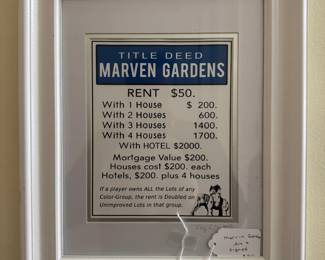 TITLE DEED
MARVEN GARDENS
RENT $50.
With 1 House $ 200.
With 2 Houses 600.
With 3 Houses 1400.
With 4 Houses 1700.
With HOTEL $2000.
Mortgage Value $200.
Houses cost $200. each
Hotels, $200. plus 4 houses
If a player owns ALL the Lots of any
Color-Group, the rent is Doubled on
Unimproved Lots in that group.
Marvin
signed